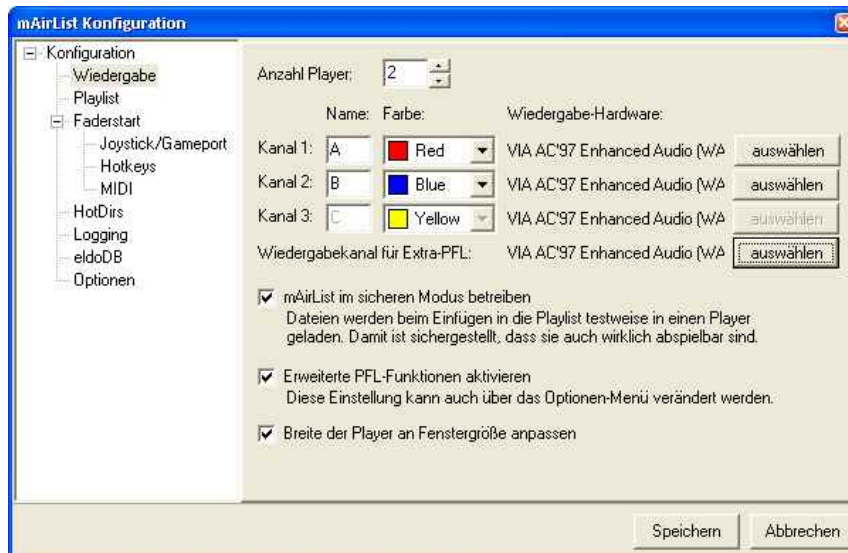 mAirList Konfiguration
Konfiguration
Wiedergabe
Playlist
Faderstart
Joystick/Gameport
Hotkeys
MIDI
HotDirs
Logging
eldoDB
Optionen
Anzahl Player: 2
Name: Farbe: Wiedergabe-Hardware:
Kanal 1: A Red VIA AC'97 Enhanced Audio (WA auswählen
Kanal 2: B Blue VIA AC'97 Enhanced Audio (WA auswählen
Kanal 3: C Yellow VIA AC'97 Enhanced Audio (WA auswählen
Wiedergabekanal für Extra-PFL: VIA AC'97 Enhanced Audio (WA auswählen
mAirList im sicheren Modus betreiben
Dateien werden beim Einfügen in die Playlist testweise in einen Player
geladen. Damit ist sichergestellt, dass sie auch wirklich abspielbar sind.
Erweiterte PFL-Funktionen aktivieren
Diese Einstellung kann auch über das Optionen-Menü verändert werden.
Breite der Player an Fenstergröße anpassen
Speichern Abbrechen